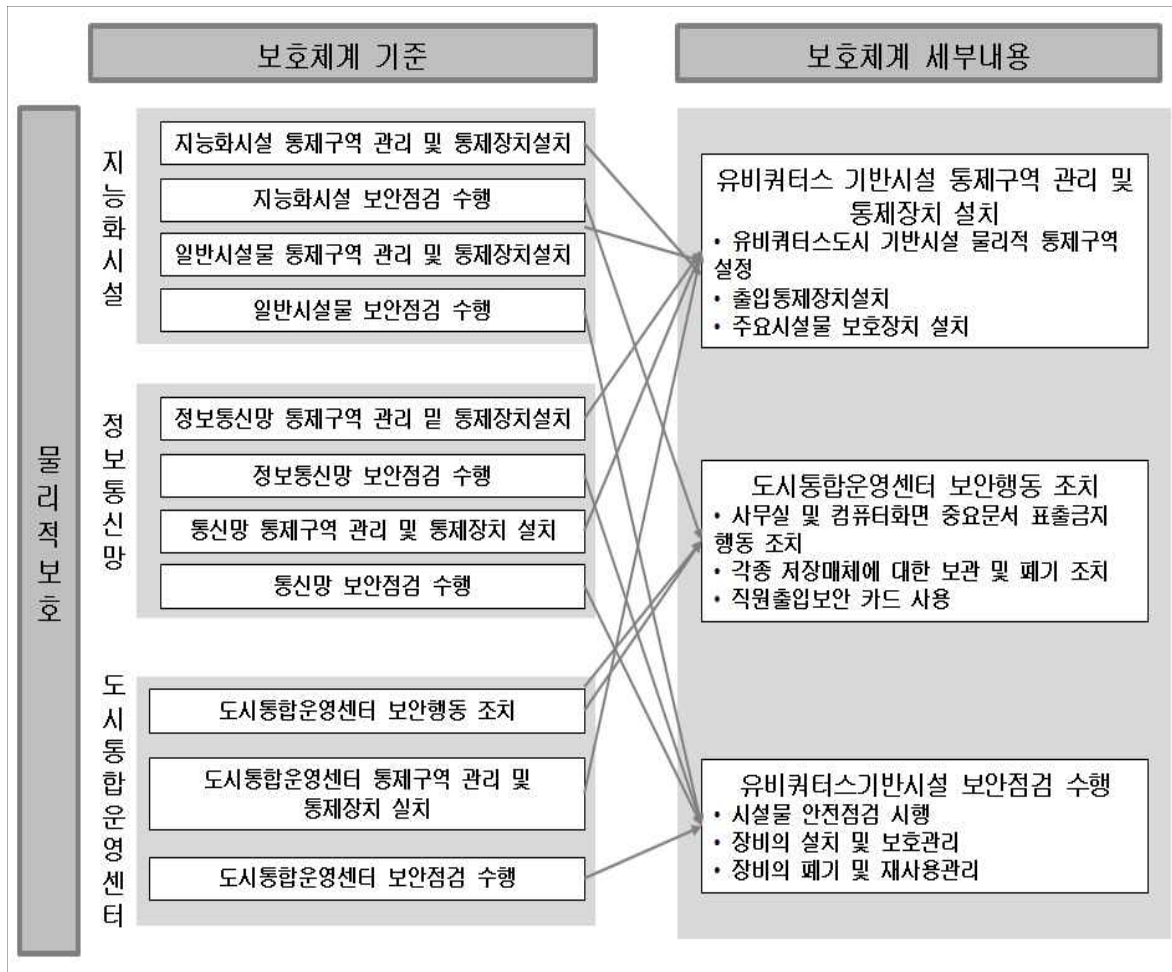 보호체계 기준
보호체계 세부내용
물리적보호
지능화시설
지능화시설 통제구역 관리 및 통제장치설치
지능화시설 보안점검 수행
일반시설물 통제구역 관리 및 통제장치설치
일반시설물 보안점검 수행
정보통신망
정보통신망 통제구역 관리 밑 통제장치설치
정보통신망 보안점검 수행
통신망 통제구역 관리 및 통제장치 설치
통신망 보안점검 수행
도시통합운영센터
도시통합운영센터 보안행동 조치
도시통합운영센터 통제구역 관리 및
통제장치 실치
도시통합운영센터 보안점검 수행
유비쿼터스 기반시설 통제구역 관리 및
통제장치 설치
• 유비쿼터스도시 기반시설 물리적 통제구역
설정
• 출입통제장치설치
• 주요시설물 보호장치 설치
도시통합운영센터 보안행동 조치
• 사무실 및 컴퓨터화면 중요문서 표출금지
행동 조치
• 각종 저장매체에 대한 보관 및 폐기 조치
• 직원출입보안 카드 사용
유비쿼터스기반시설 보안점검 수행
• 시설물 안전점검 시행
• 장비의 설치 및 보호관리
• 장비의 폐기 및 재사용관리